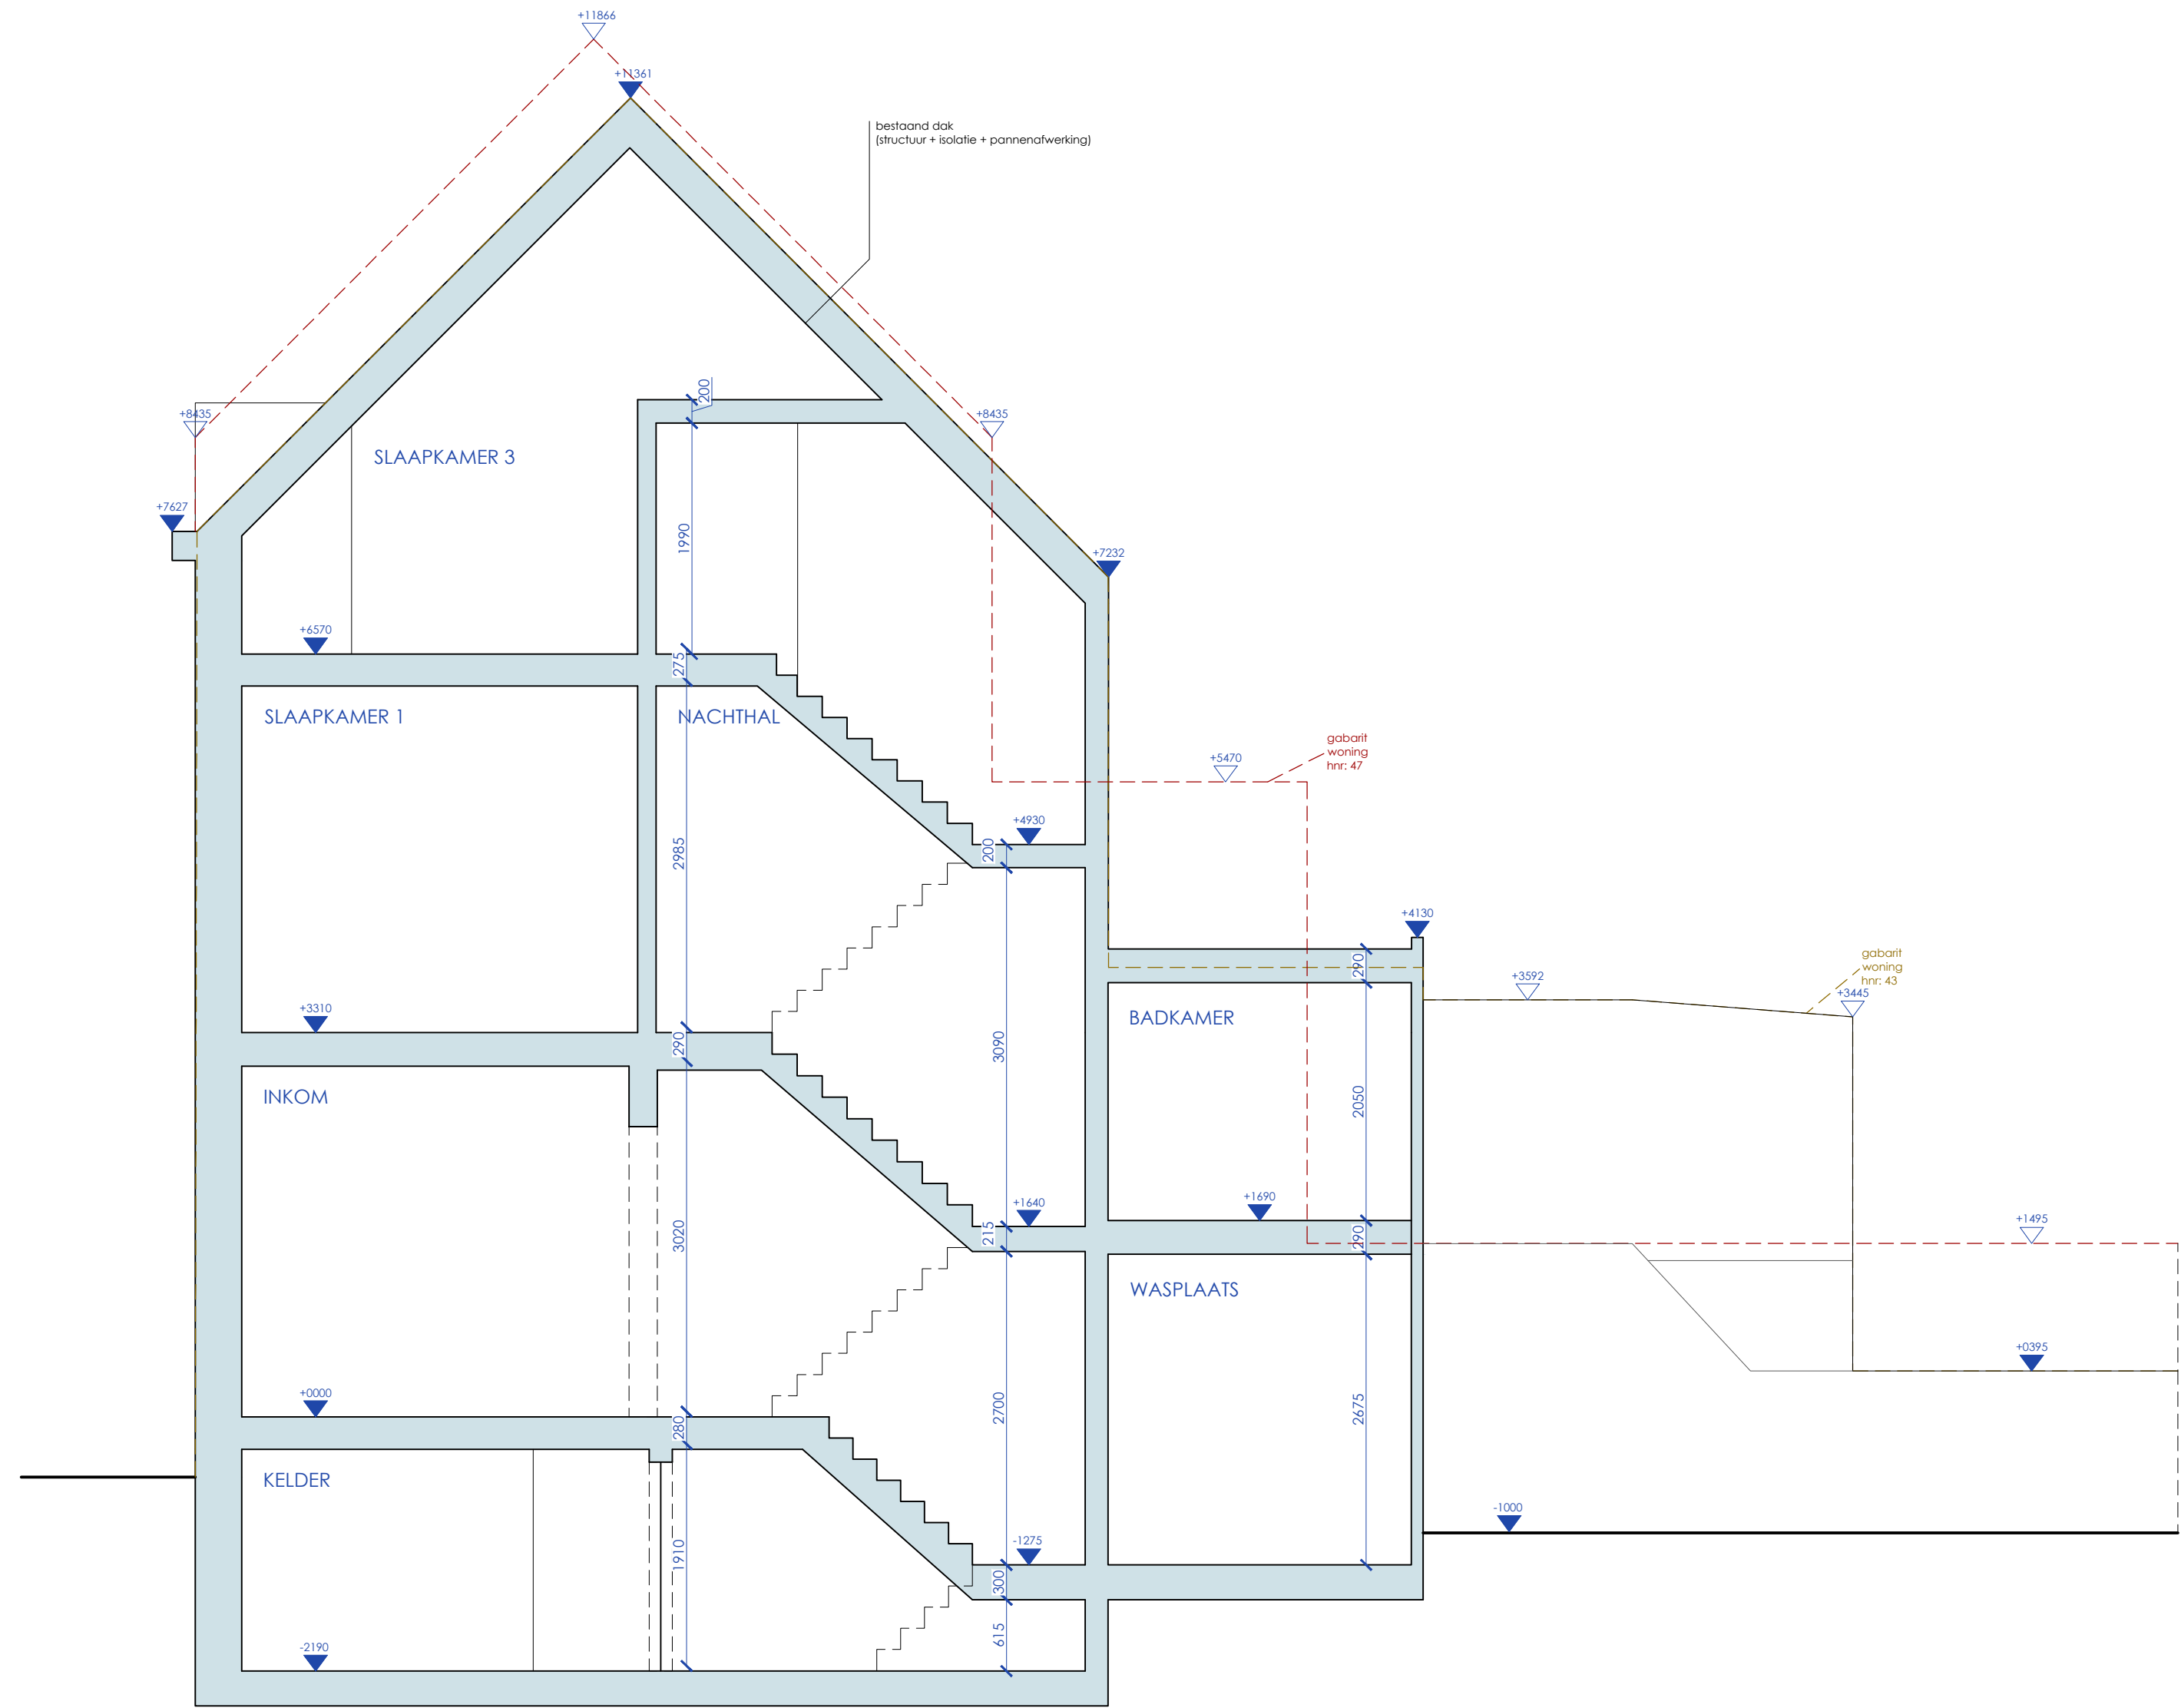 +11866
+11361
bestaand dak
(structuur + isolatie + pannenafwerking)
200
+8435
+8435
SLAAPKAMER 3
+7627
1990
+7232
+6570
275
SLAAPKAMER 1
NACHTHAL
gabarit
woning
hnr: 47
+5470
+4930
200
2985
+4130
290
gabarit
woning
hnr: 43
+3592
+3445
+3310
BADKAMER
290
3090
INKOM
2050
+1690
+1640
3020
215
290
+1495
WASPLAATS
+0395
+0000
2700
2675
280
KELDER
-1000
-1275
1910
300
615
-2190